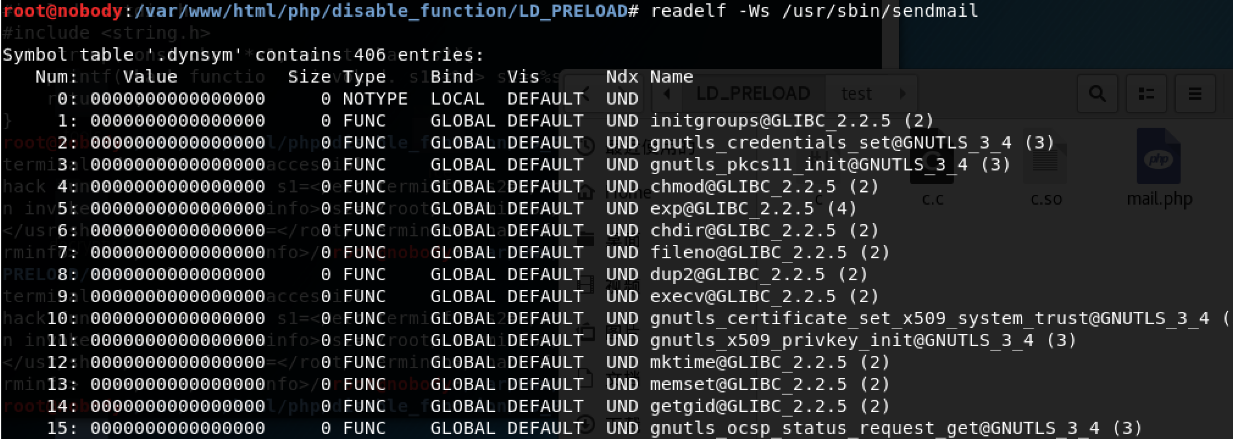 root@nobody:/var/www/html/php/disable_function/LD_PRELOAD# readelf -Ws /usr/sbin/sendmail
Symbol table '.dynsym' contains 406 entries:
Num: Value Size Type Bind Vis Ndx Name
0: 0000000000000000 0 NOTYPE LOCAL DEFAULT UND
1: 0000000000000000 0 FUNC GLOBAL DEFAULT UND initgroups@GLIBC_2.2.5 (2)
2: 0000000000000000 0 FUNC GLOBAL DEFAULT UND gnutls_credentials_set@GNUTLS_3_4 (3)
3: 0000000000000000 0 FUNC GLOBAL DEFAULT UND gnutls_pkcs11_init@GNUTLS_3_4 (3)
4: 0000000000000000 0 FUNC GLOBAL DEFAULT UND chmod@GLIBC_2.2.5 (2)
5: 0000000000000000 0 FUNC GLOBAL DEFAULT UND exp@GLIBC_2.2.5 (4)
6: 0000000000000000 0 FUNC GLOBAL DEFAULT UND chdir@GLIBC_2.2.5 (2)
7: 0000000000000000 0 FUNC GLOBAL DEFAULT UND fileno@GLIBC_2.2.5 (2)
8: 0000000000000000 0 FUNC GLOBAL DEFAULT UND dup2@GLIBC_2.2.5 (2)
9: 0000000000000000 0 FUNC GLOBAL DEFAULT UND execv@GLIBC_2.2.5 (2)
10: 0000000000000000 0 FUNC GLOBAL DEFAULT UND gnutls_certificate_set_x509_system_trust@GNUTLS_3_4 (
11: 0000000000000000 0 FUNC GLOBAL DEFAULT UND gnutls_x509_privkey_init@GNUTLS_3_4 (3)
12: 0000000000000000 0 FUNC GLOBAL DEFAULT UND mktime@GLIBC_2.2.5 (2)
13: 0000000000000000 0 FUNC GLOBAL DEFAULT UND memset@GLIBC_2.2.5 (2)
14: 0000000000000000 0 FUNC GLOBAL DEFAULT UND getgid@GLIBC_2.2.5 (2)
15: 0000000000000000 0 FUNC GLOBAL DEFAULT UND gnutls_ocsp_status_request_get@GNUTLS_3_4 (3)
#include <string.h>
LD_PRELOAD test
Home
c.c c.so mail.php
php